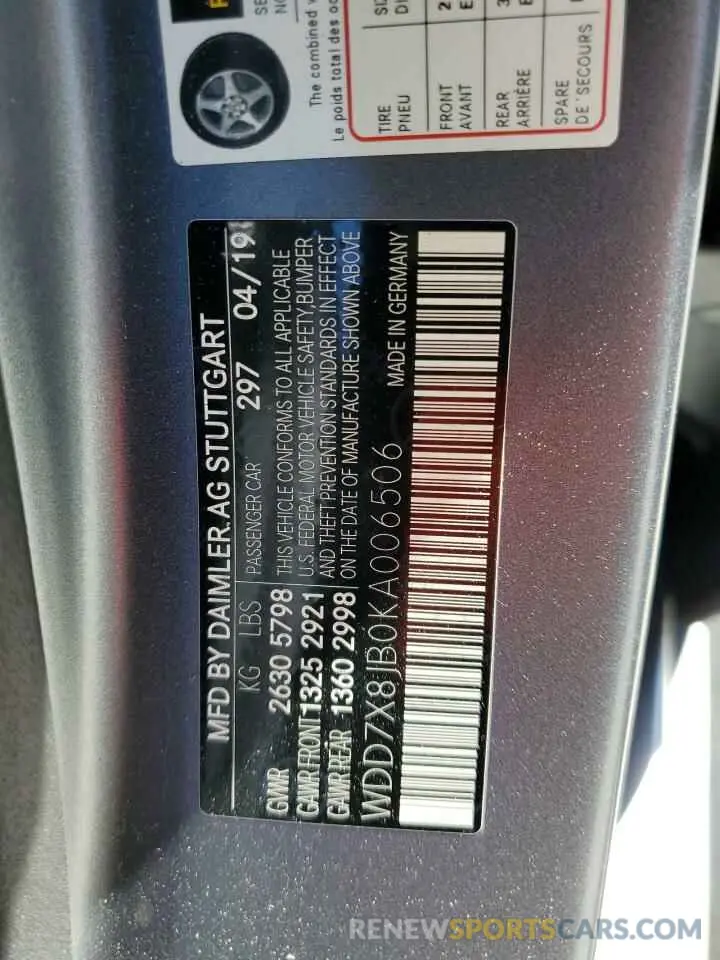 The combined w
Le poids total des oc
TIRE
PNEU
FRONT
AVANT
REAR
ARRIÈRE
SPARE
DE SECOURS
MFD BY DAIMLER.AG STUTTGART
KG LBS PASSENGER CAR 297 04/19
GWR 2630 5798 THIS VEHICLE CONFORMS TO ALL APPLICABLE
GAWR FRONT 1325 2921 U.S. FEDERAL MOTOR VEHICLE SAFETY,BUMPER
GAWR REAR 1360 2998 AND THEFT PREVENTION STANDARDS IN EFFECT
ON THE DATE OF MANUFACTURE SHOWN ABOVE
WDD7X8JB0KA006506 MADE IN GERMANY
RENEWSPORTSCARS.COM